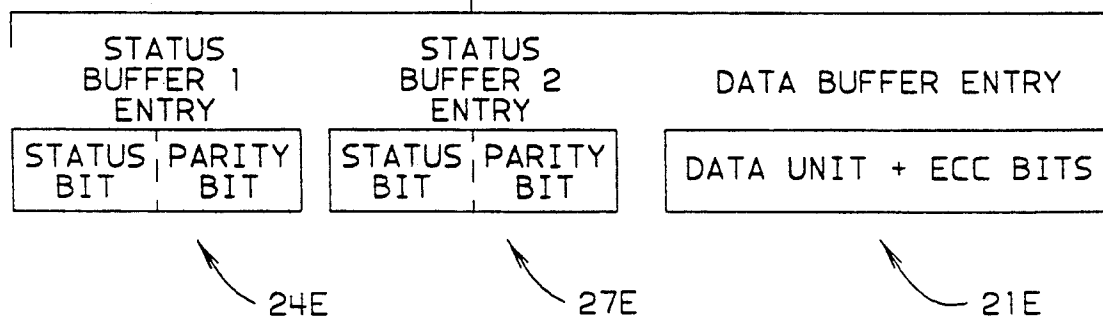 STATUS
BUFFER 1
ENTRY
STATUS
BUFFER 2
ENTRY
DATA BUFFER ENTRY
STATUS
BIT
PARITY
BIT
STATUS
BIT
PARITY
BIT
DATA UNIT + ECC BITS
24E
27E
21E